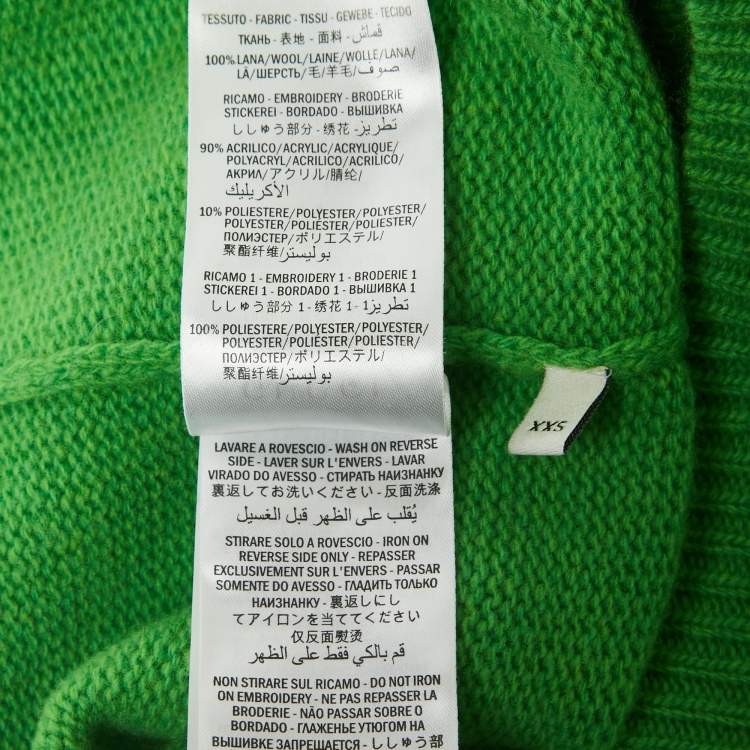 TESSUTO - FABRIC - TISSU - GEWEBE - TECIDO
ТКАНЬ - 表地 - 面料 - قماش
100% LANA/WOOL/LAINE/WOLLE/LANA/
LÃ/ШЕРСТЬ/毛/羊毛/صوف
RICAMO - EMBROIDERY - BRODERIE
STICKEREI - BORDADO - ВЫШИВКА
ししゅう部分 - 绣花 - تطريز
90% ACRILICO/ACRYLIC/ACRYLIQUE/
POLYACRYL/ACRILICO/ACRÍLICO/
АКРИЛ/アクリル/腈纶/
الأكريليك
10% POLIESTERE/POLYESTER/POLYESTER/
POLYESTER/POLIÉSTER/POLIÉSTER/
ПОЛИЭСТЕР/ポリエステル/
聚酯纤维/بوليستر
RICAMO 1 - EMBROIDERY 1 - BRODERIE 1
STICKEREI 1 - BORDADO 1 - ВЫШИВКА 1
ししゅう部分 1 - 绣花 1 - تطريز 1
100% POLIESTERE/POLYESTER/POLYESTER/
POLYESTER/POLIÉSTER/POLIÉSTER/
ПОЛИЭСТЕР/ポリエステル/
聚酯纤维/بوليستر
XXS
LAVARE A ROVESCIO - WASH ON REVERSE
SIDE - LAVER SUR L'ENVERS - LAVAR
VIRADO DO AVESSO - СТИРАТЬ НАИЗНАНКУ
裏返してお洗いください - 反面洗涤
يُقلب على الظهر قبل الغسيل
STIRARE SOLO A ROVESCIO - IRON ON
REVERSE SIDE ONLY - REPASSER
EXCLUSIVEMENT SUR L'ENVERS - PASSAR
SOMENTE DO AVESSO - ГЛАДИТЬ ТОЛЬКО
НАИЗНАНКУ - 裏返しにし
てアイロンを当ててください
仅反面熨烫
قم بالكي فقط على الظهر
NON STIRARE SUL RICAMO - DO NOT IRON
ON EMBROIDERY - NE PAS REPASSER LA
BRODERIE - NÃO PASSAR SOBRE O
BORDADO - ГЛАЖЕНЬЕ УТЮГОМ НА
ВЫШИВКЕ ЗАПРЕЩАЕТСЯ - ししゅう部